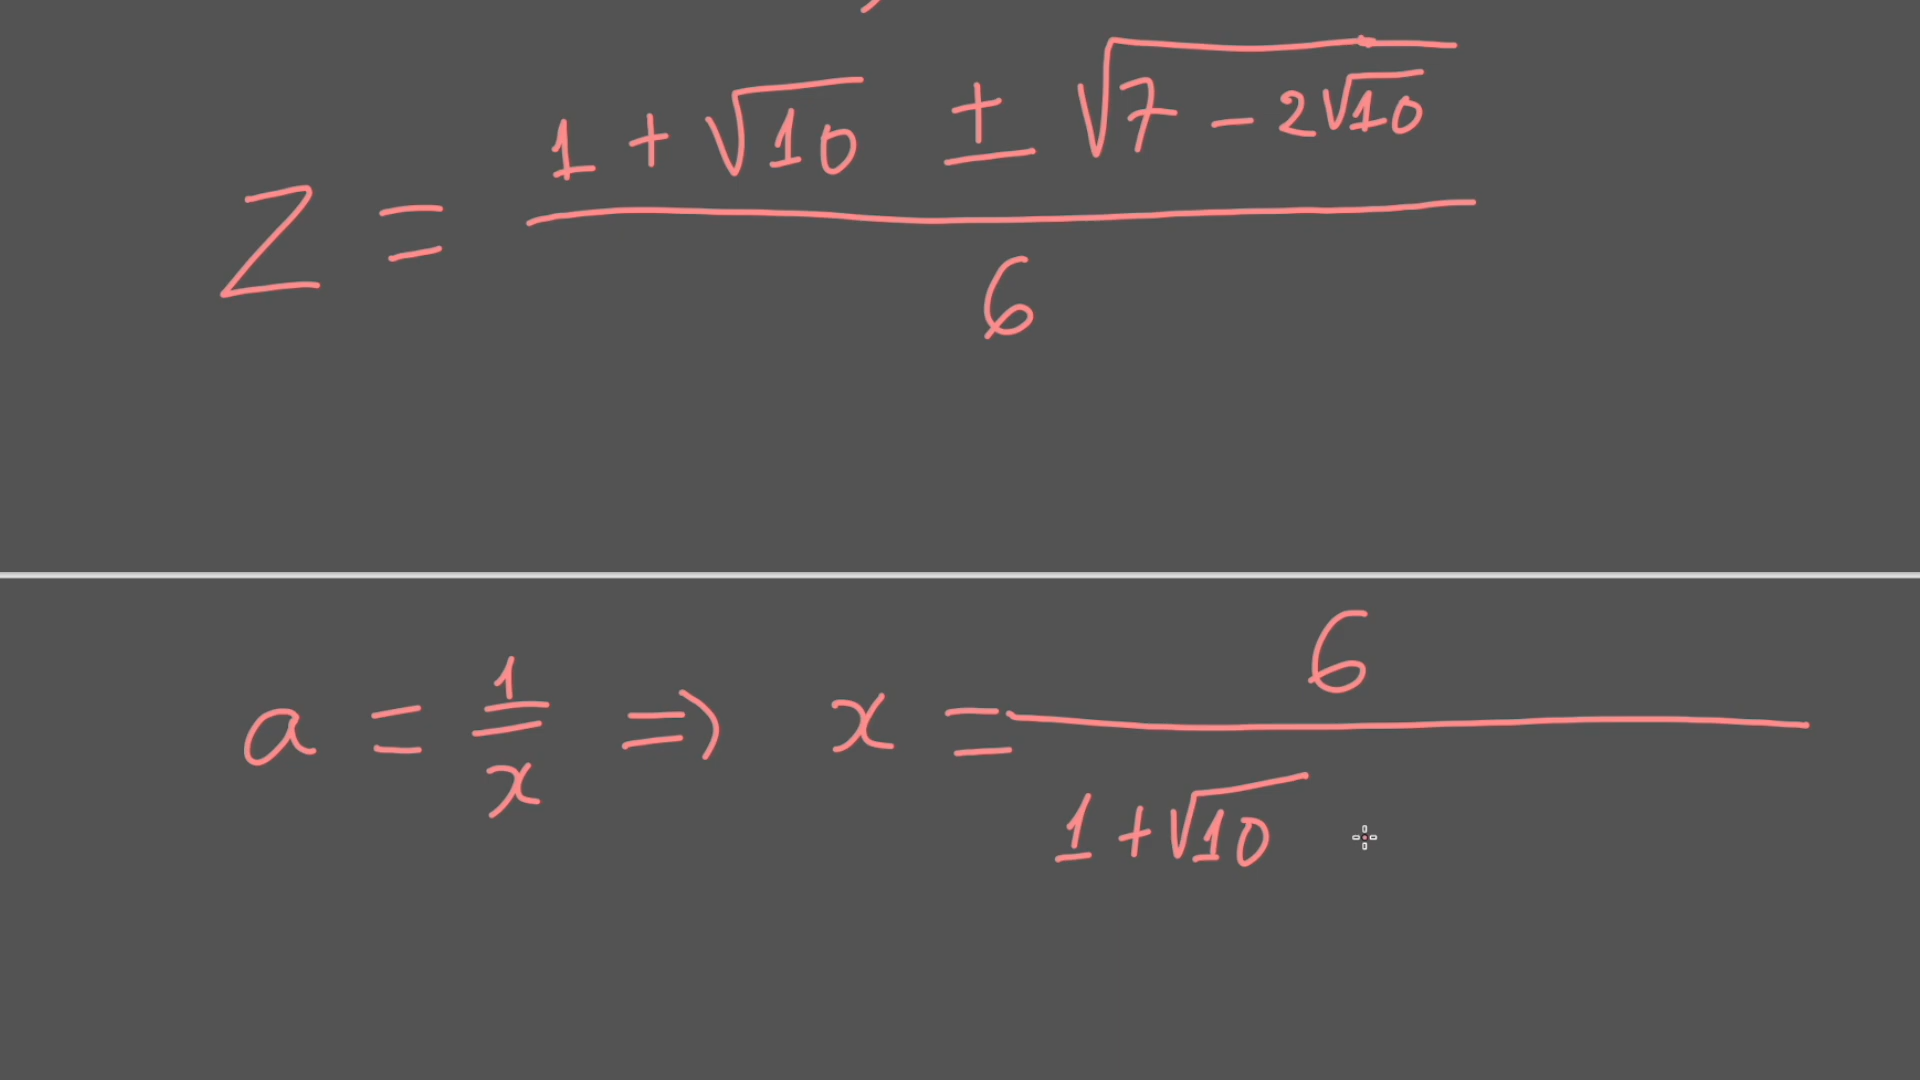 Z = (1 + √10 ± √(7 - 2√10)) / 6
a = 1/x ⇒ x = 6 / (1 + √10